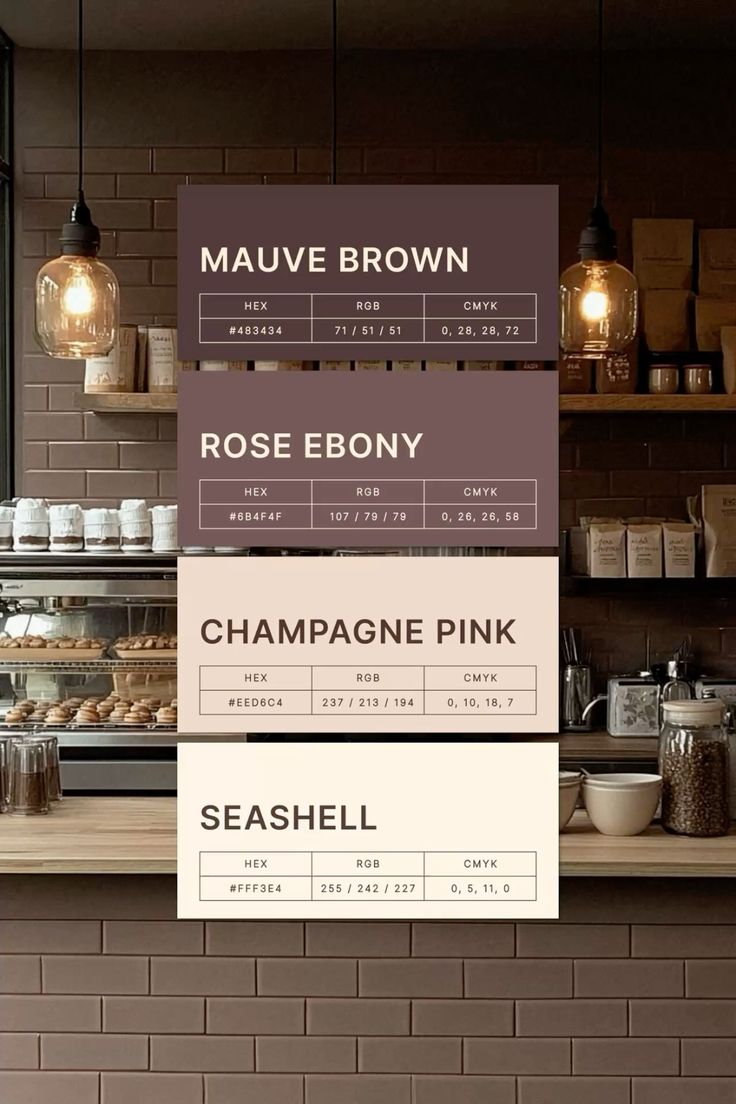 MAUVE BROWN
HEX RGB CMYK
#483434 71 / 51 / 51 0, 28, 28, 72
ROSE EBONY
HEX RGB CMYK
#6B4F4F 107 / 79 / 79 0, 26, 26, 58
CHAMPAGNE PINK
HEX RGB CMYK
#EED6C4 237 / 213 / 194 0, 10, 18, 7
SEASHELL
HEX RGB CMYK
#FFF3E4 255 / 242 / 227 0, 5, 11, 0